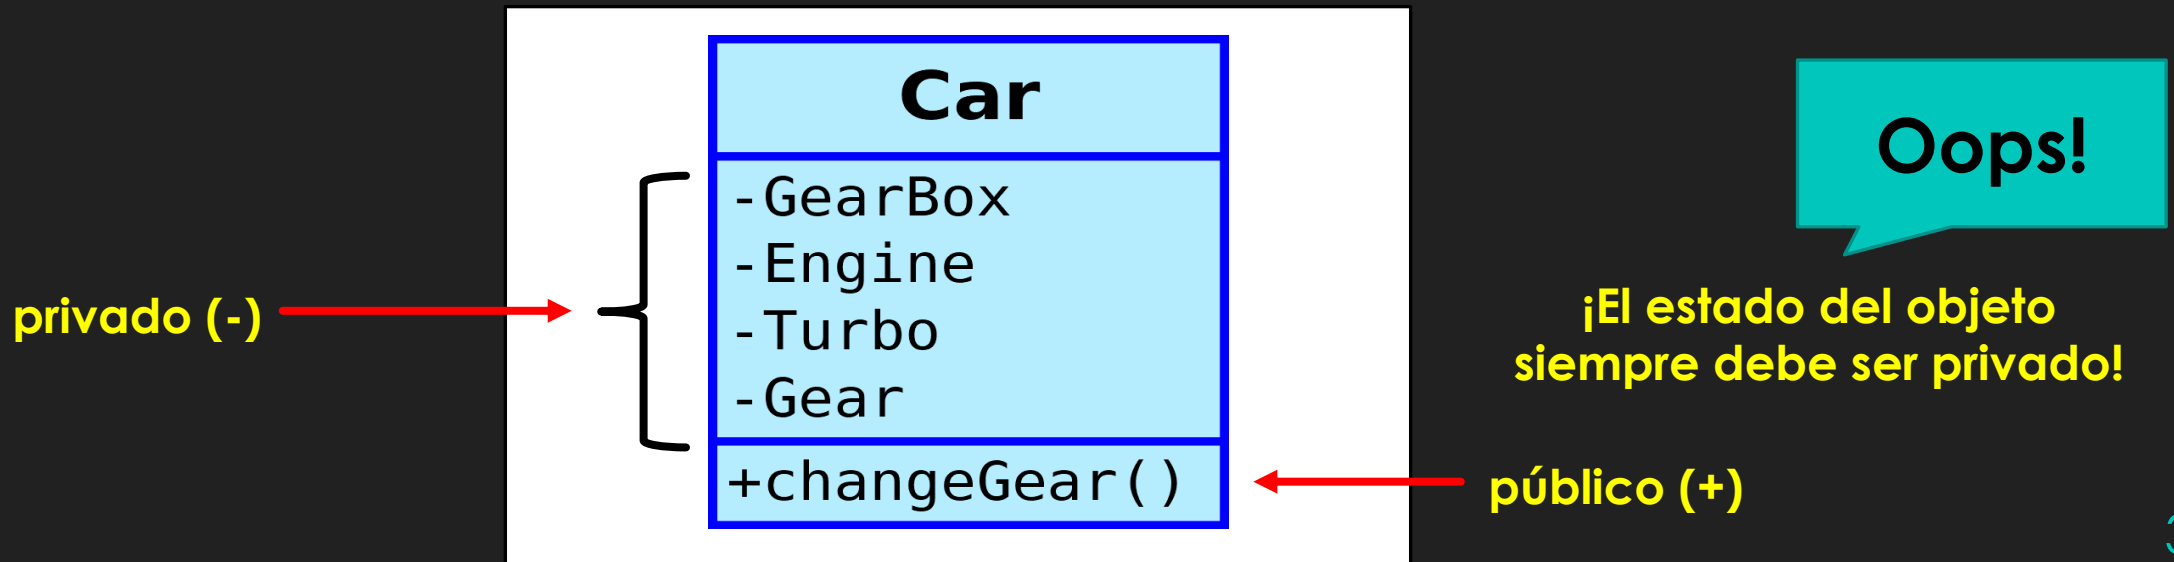 Car
-GearBox
-Engine
-Turbo
-Gear
+changeGear()
privado (-)
Oops!
¡El estado del objeto
siempre debe ser privado!
público (+)